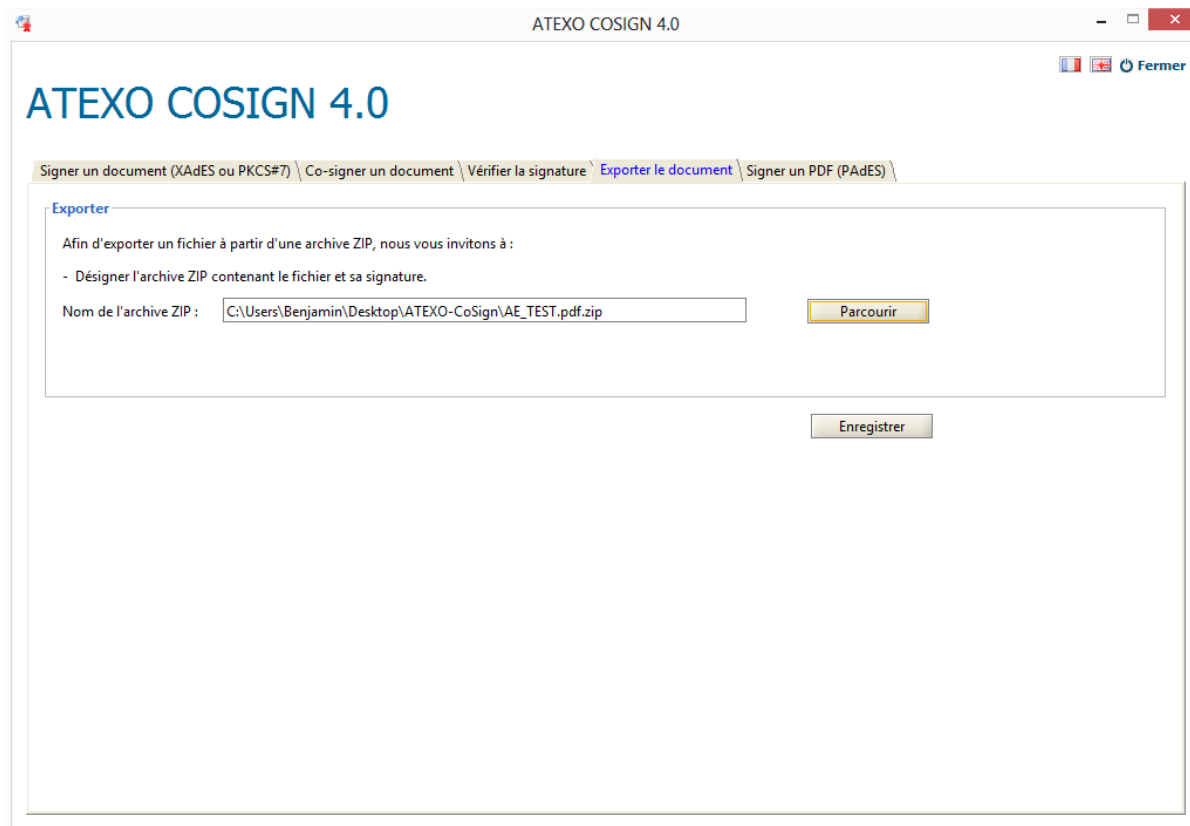 ATEXO COSIGN 4.0
Fermer
ATEXO COSIGN 4.0
Signer un document (XAdES ou PKCS#7) Co-signer un document Vérifier la signature Exporter le document Signer un PDF (PAdES)
Exporter
Afin d'exporter un fichier à partir d'une archive ZIP, nous vous invitons à :
- Désigner l'archive ZIP contenant le fichier et sa signature.
Nom de l'archive ZIP : C:\Users\Benjamin\Desktop\ATEXO-CoSign\AE_TEST.pdf.zip Parcourir
Enregistrer